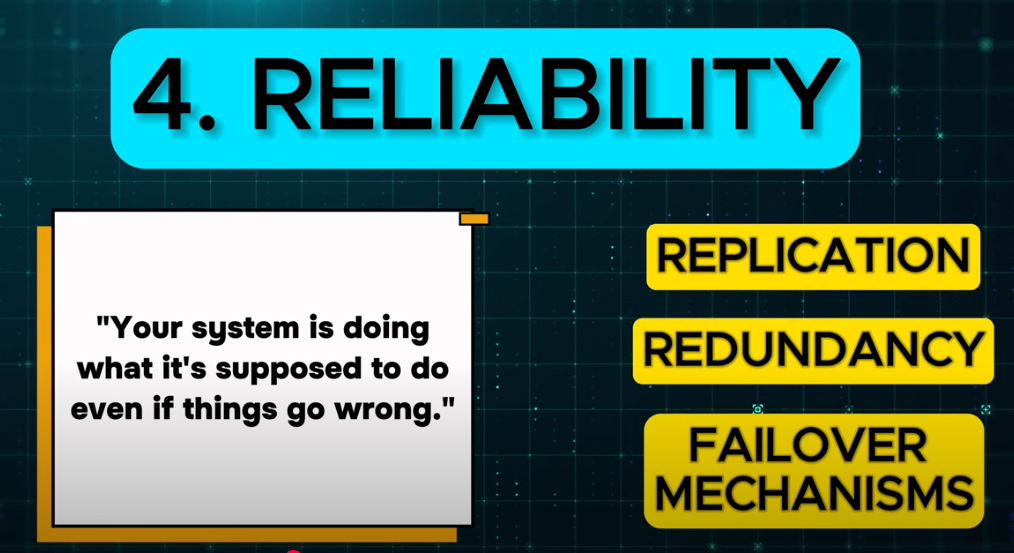 4. RELIABILITY
"Your system is doing
what it's supposed to do
even if things go wrong."
REPLICATION
REDUNDANCY
FAILOVER
MECHANISMS